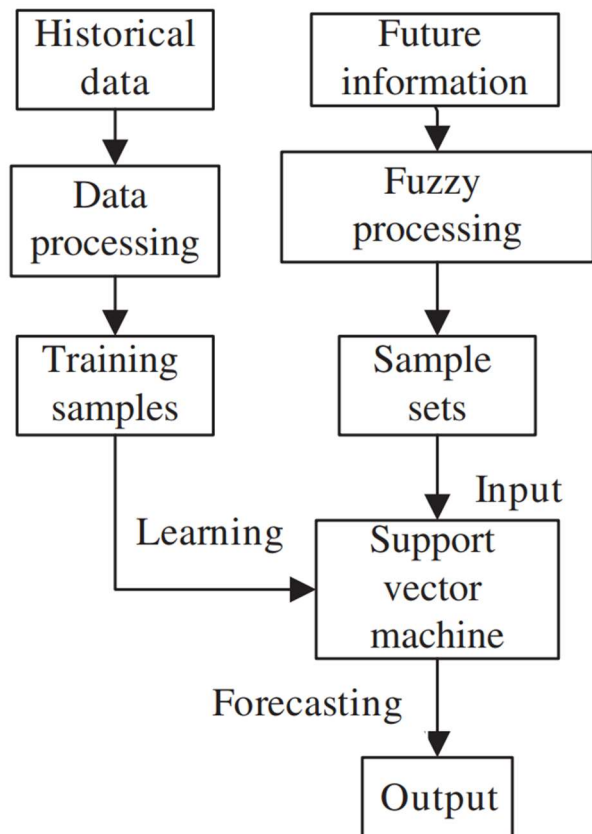 Historical
data
Future
information
Data
processing
Fuzzy
processing
Training
samples
Sample
sets
Input
Learning
Support
vector
machine
Forecasting
Output